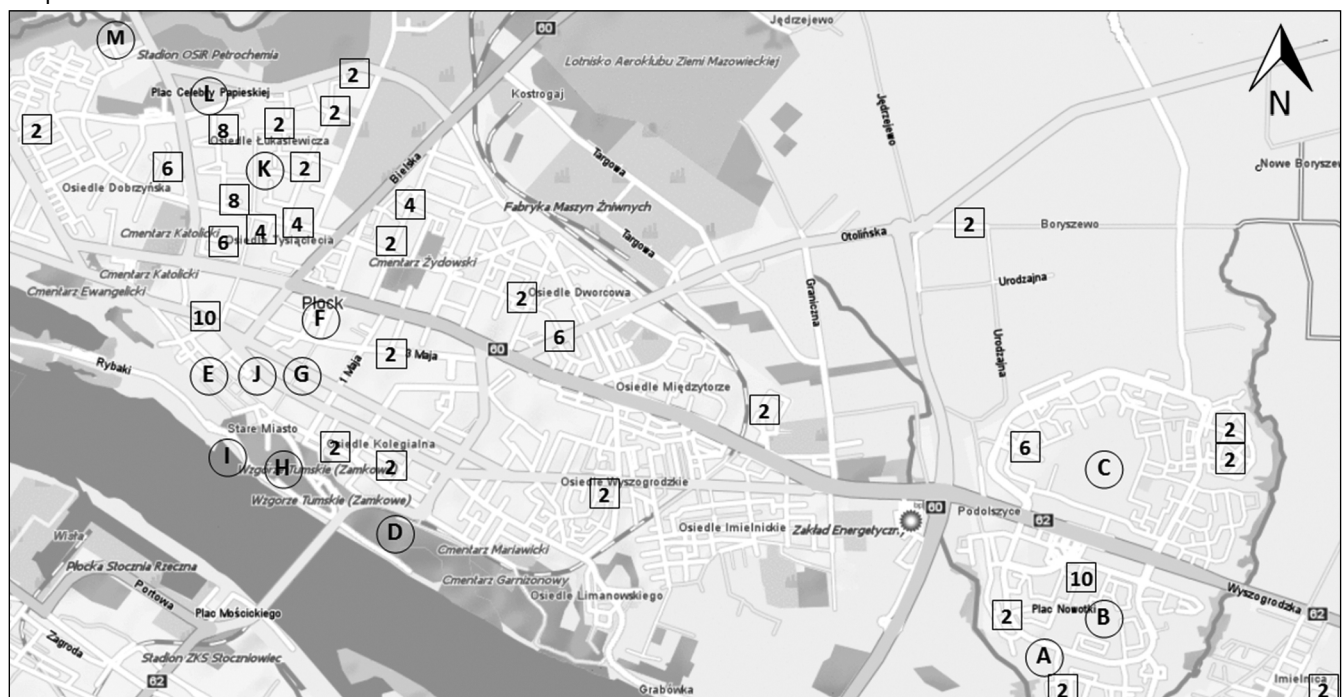 60
Jędrzejewo
M
Stadion OSiR Petrochemia
Lotnisko Aeroklubu Ziemi Mazowieckiej
N
2
Plac Celebry Papieskiej
L
Kostrogaj
Jędrzejewo
2
2
8
2
Osiedle Łukasiewicza
Targowa
6
K
2
Bielska
Nowe Boryszew
Osiedle Dobrzyńska
8
4
Fabryka Maszyn Żniwnych
4
4
2
Boryszewo
Cmentarz Katolicki
6
Osiedle Tysiąclecia
2
Targowa
Otolińska
Cmentarz Żydowski
Cmentarz Katolicki
Urodzajna
Cmentarz Ewangelicki
Płock
2
Osiedle Dworcowa
Graniczna
10
F
6
2
3 Maja
60
Urodzajna
Rybaki
E
J
G
1 Maja
Osiedle Międzytorze
2
Stare Miasto
2
Osiedle Kolegialna
6
2
I
H
Wzgórze Tumskie (Zamkowe)
2
C
2
Wzgórze Tumskie (Zamkowe)
Osiedle Wyszogrodzkie
2
60
Podolszyce
62
D
Osiedle Imielnickie
Zakład Energetyczn.
Wisła
Cmentarz Mariawicki
Płocka Stocznia Rzeczna
Cmentarz Garnizonowy
10
Portowa
Plac Mościckiego
Osiedle Limanowskiego
2
Plac Nowotki
B
Wyszogrodzka
62
Zagroda
Stadion ZKS Stoczniowiec
A
62
Grabówka
2
Imielnica
2